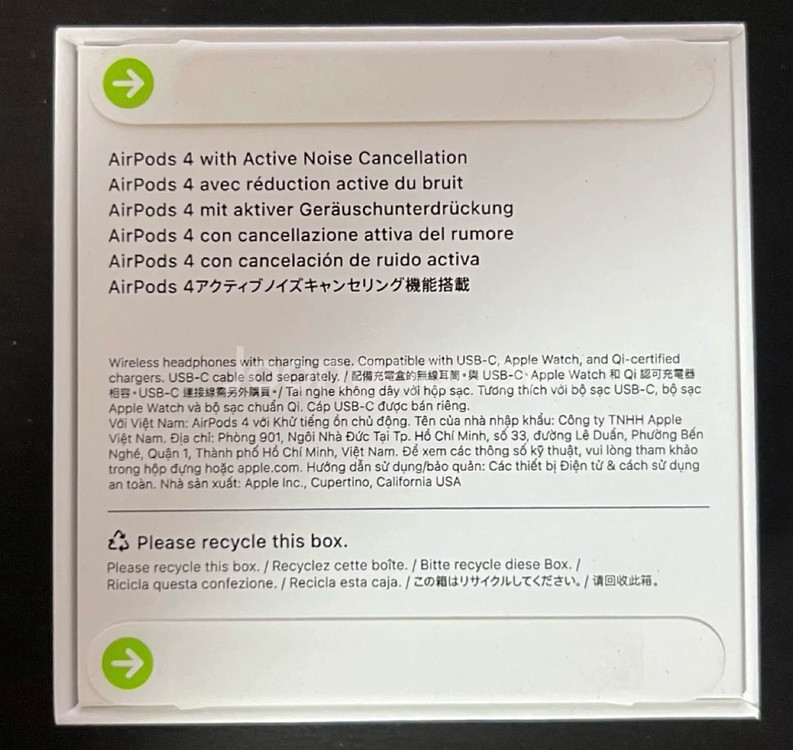 AirPods 4 with Active Noise Cancellation
AirPods 4 avec réduction active du bruit
AirPods 4 mit aktiver Geräuschunterdrückung
AirPods 4 con cancellazione attiva del rumore
AirPods 4 con cancelación de ruido activa
AirPods 4アクティブノイズキャンセリング機能搭載
Wireless headphones with charging case. Compatible with USB-C, Apple Watch, and Qi-certified
chargers. USB-C cable sold separately. / 配備充電盒的無線耳筒。與 USB-C、Apple Watch 和 Qi 認可充電器
相容。USB-C 連接線需另外購買。/ Tai nghe không dây với hộp sạc. Tương thích với bộ sạc USB-C, bộ sạc
Apple Watch và bộ sạc chuẩn Qi. Cáp USB-C được bán riêng.
Với Việt Nam: AirPods 4 với Khử tiếng ồn chủ động. Tên của nhà nhập khẩu: Công ty TNHH Apple
Việt Nam. Địa chỉ: Phòng 901, Ngôi Nhà Đức Tại Tp. Hồ Chí Minh, số 33, đường Lê Duẩn, Phường Bến
Nghé, Quận 1, Thành phố Hồ Chí Minh, Việt Nam. Để xem các thông số kỹ thuật, vui lòng tham khảo
trong hộp đựng hoặc apple.com. Hướng dẫn sử dụng/bảo quản: Các thiết bị Điện tử & cách sử dụng
an toàn. Nhà sản xuất: Apple Inc., Cupertino, California USA
Please recycle this box.
Please recycle this box. / Recyclez cette boîte. / Bitte recycle diese Box. /
Ricicla questa confezione. / Recicla esta caja. / この箱はリサイクルしてください。/ 请回收此箱。